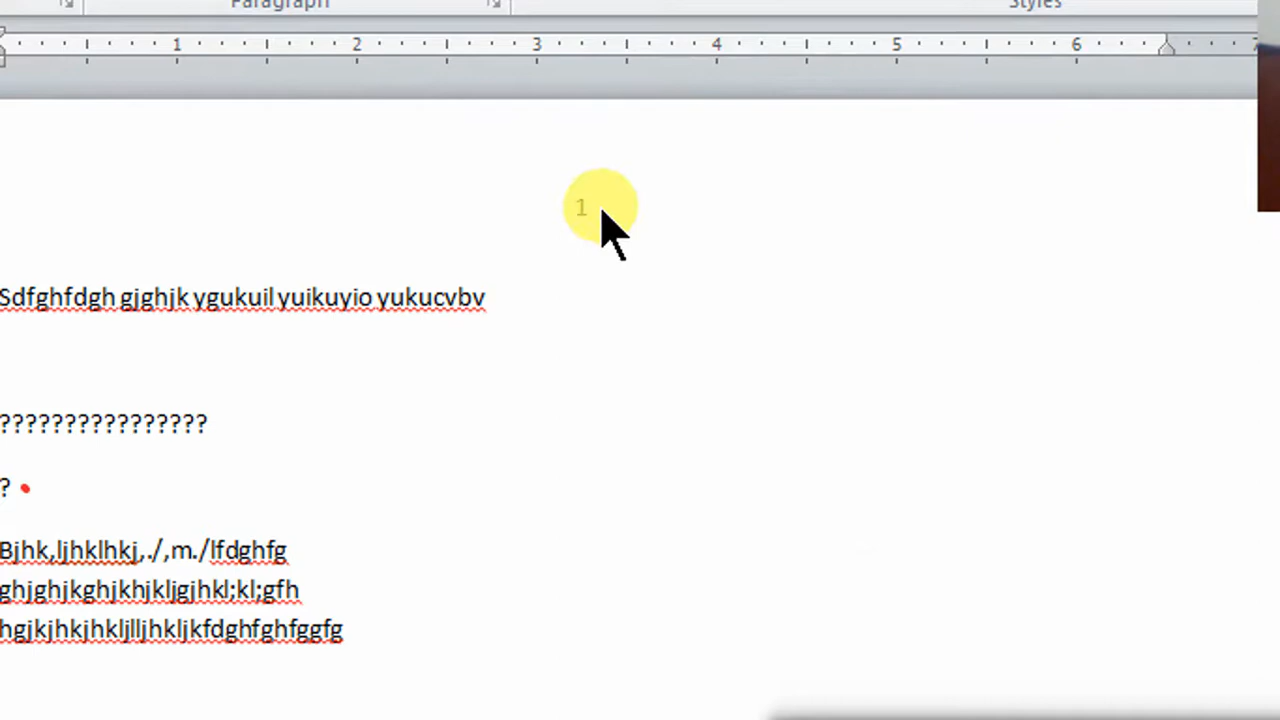 Paragraph
Styles
1 2 3 4 5 6 7
1
Sdfghfdgh gjghjk ygukuil yuikuyio yukucvbv
????????????????
?
Bjhk,ljhklhkj,./,m./lfdghfg
ghjghjkghjkhjkljgjhkl;kl;gfh
hgjkjhkjhkljlljhkljkfdghfghfggfg